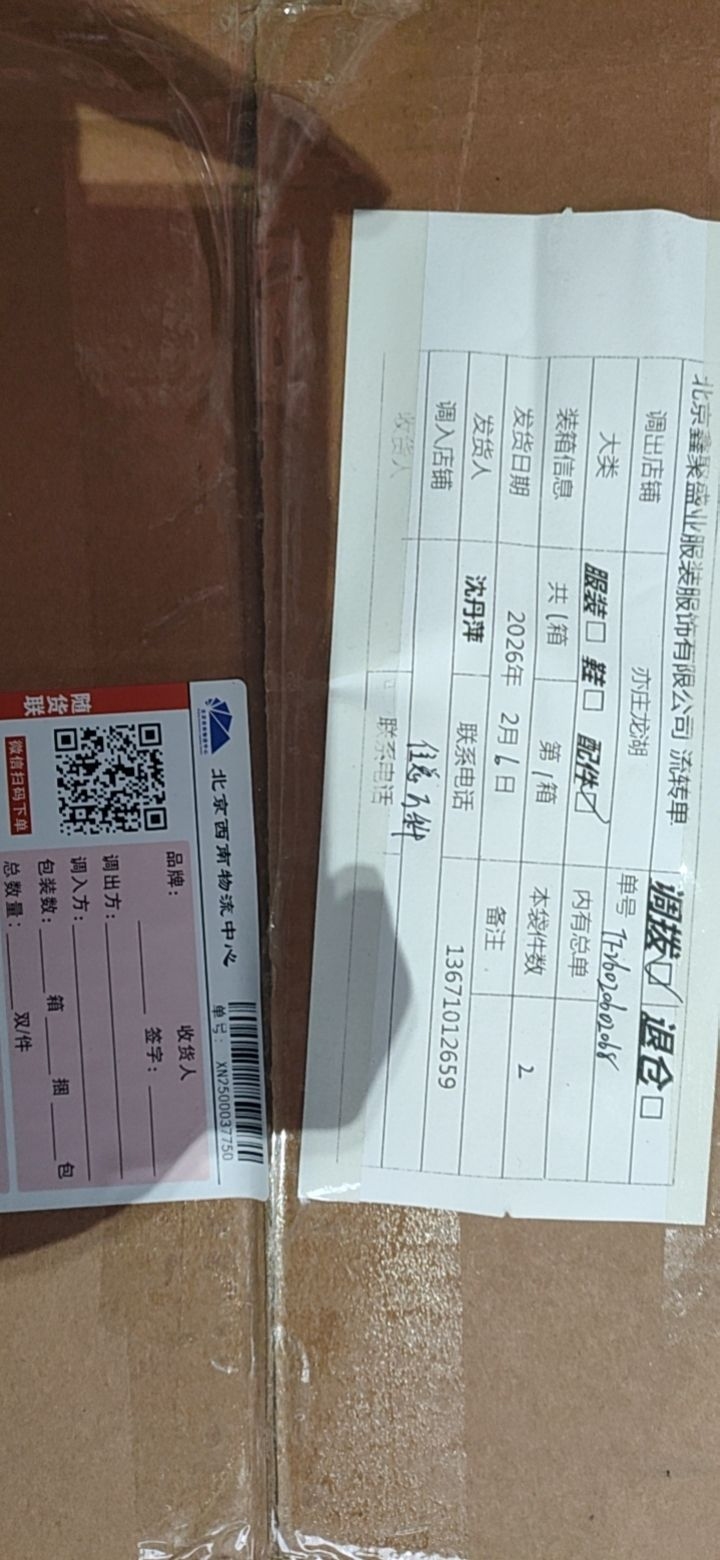 北京鑫聚盛业服装服饰有限公司 流转单
调拨☑ 退仓□
调出店铺 亦庄龙湖 单号
大类 服装□ 鞋□ 配件☑ 内有总单
装箱信息 共1箱 第1箱 本袋件数 2
发货日期 2026年 2月6日 备注
发货人 沈丹萍 联系电话 13671012659
调入店铺
收货人 联系电话
北京西南物流中心
单号: XN2500037750
随货联
微信扫码下单
品牌: 收货人
签字:
调出方:
调入方:
包装数: 箱 捆 包
总数量: 双/件